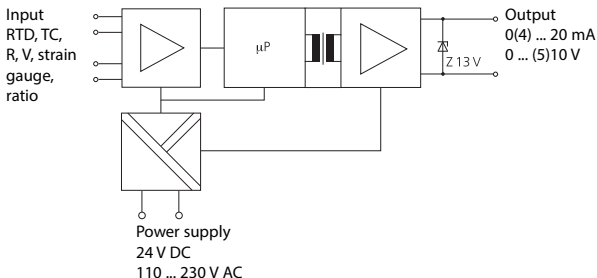 Input
RTD, TC,
R, V, strain
gauge,
ratio
µP
Z 13 V
Output
0(4) ... 20 mA
0 ... (5)10 V
Power supply
24 V DC
110 ... 230 V AC